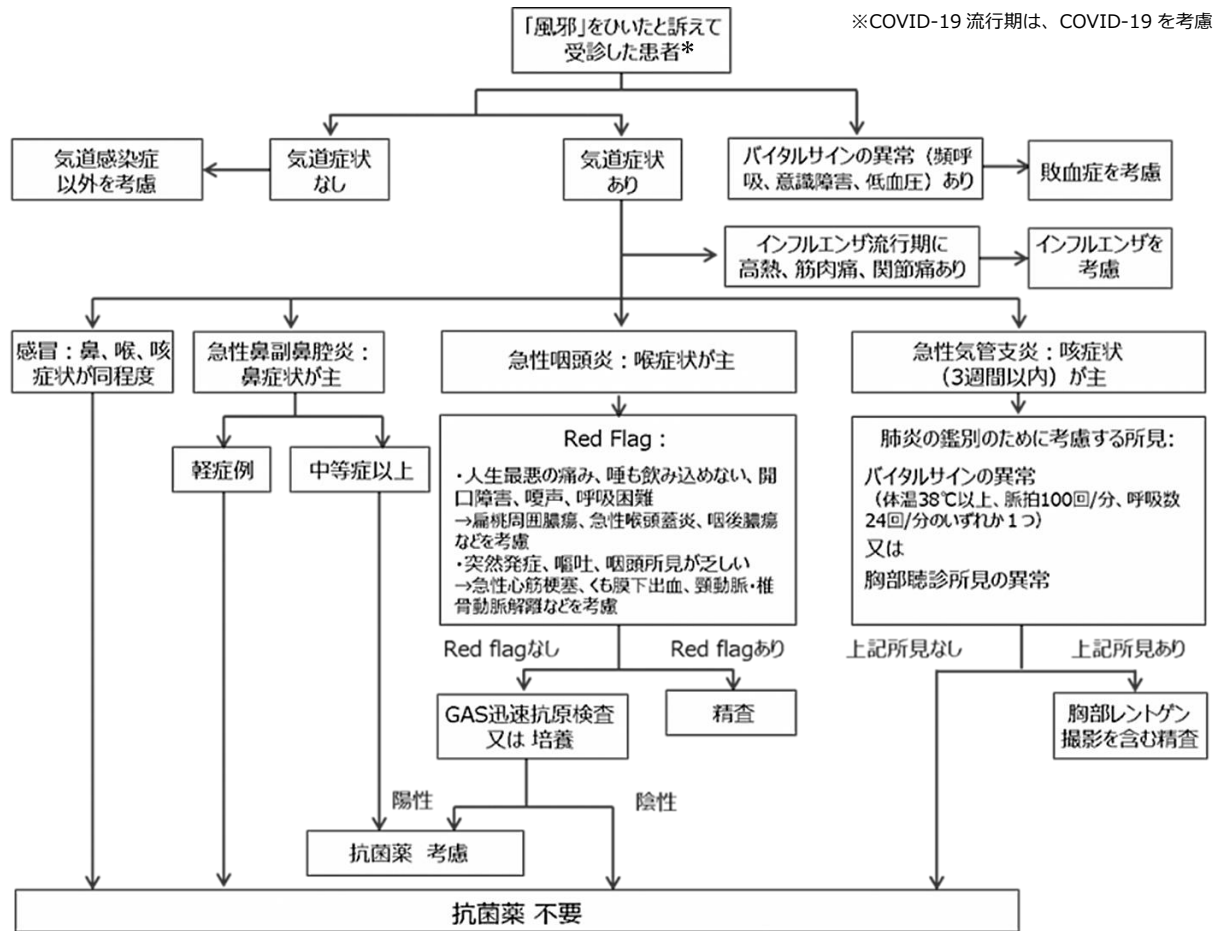 ※COVID-19 流行期は、COVID-19 を考慮
「風邪」をひいたと訴えて
受診した患者*
気道感染症
以外を考慮
気道症状
なし
気道症状
あり
バイタルサインの異常（頻呼
吸、意識障害、低血圧）あり
敗血症を考慮
インフルエンザ流行期に
高熱、筋肉痛、関節痛あり
インフルエンザを
考慮
感冒：鼻、喉、咳
症状が同程度
急性鼻副鼻腔炎：
鼻症状が主
急性咽頭炎：喉症状が主
急性気管支炎：咳症状
（3週間以内）が主
軽症例
中等症以上
Red Flag：
・人生最悪の痛み、唾も飲み込めない、開
口障害、嗄声、呼吸困難
→扁桃周囲膿瘍、急性喉頭蓋炎、咽後膿瘍
などを考慮
・突然発症、嘔吐、咽頭所見が乏しい
→急性心筋梗塞、くも膜下出血、頸動脈・椎
骨動脈解離などを考慮
肺炎の鑑別のために考慮する所見：
バイタルサインの異常
（体温38℃以上、脈拍100回/分、呼吸数
24回/分のいずれか１つ）
又は
胸部聴診所見の異常
Red flagなし
Red flagあり
上記所見なし
上記所見あり
GAS迅速抗原検査
又は 培養
精査
胸部レントゲン
撮影を含む精査
陽性
陰性
抗菌薬 考慮
抗菌薬 不要